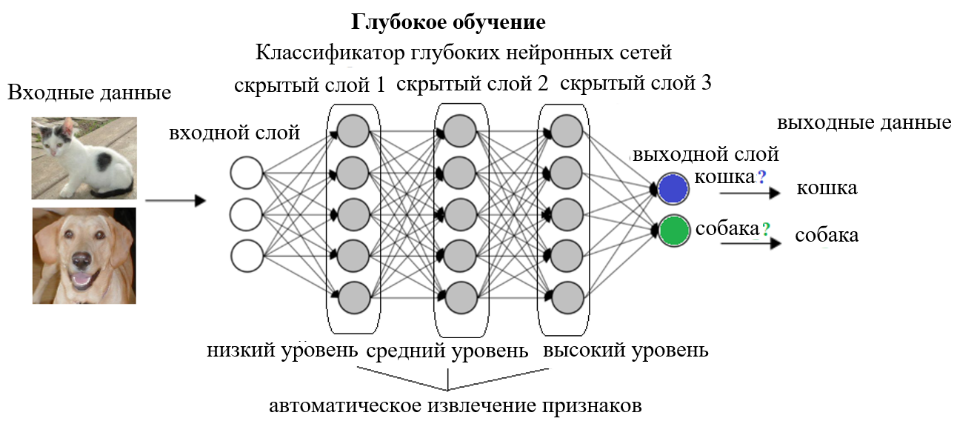 Глубокое обучение
Классификатор глубоких нейронных сетей
скрытый слой 1 скрытый слой 2 скрытый слой 3
Входные данные
входной слой
выходные данные
выходной слой
кошка?
кошка
собака?
собака
низкий уровень средний уровень высокий уровень
автоматическое извлечение признаков